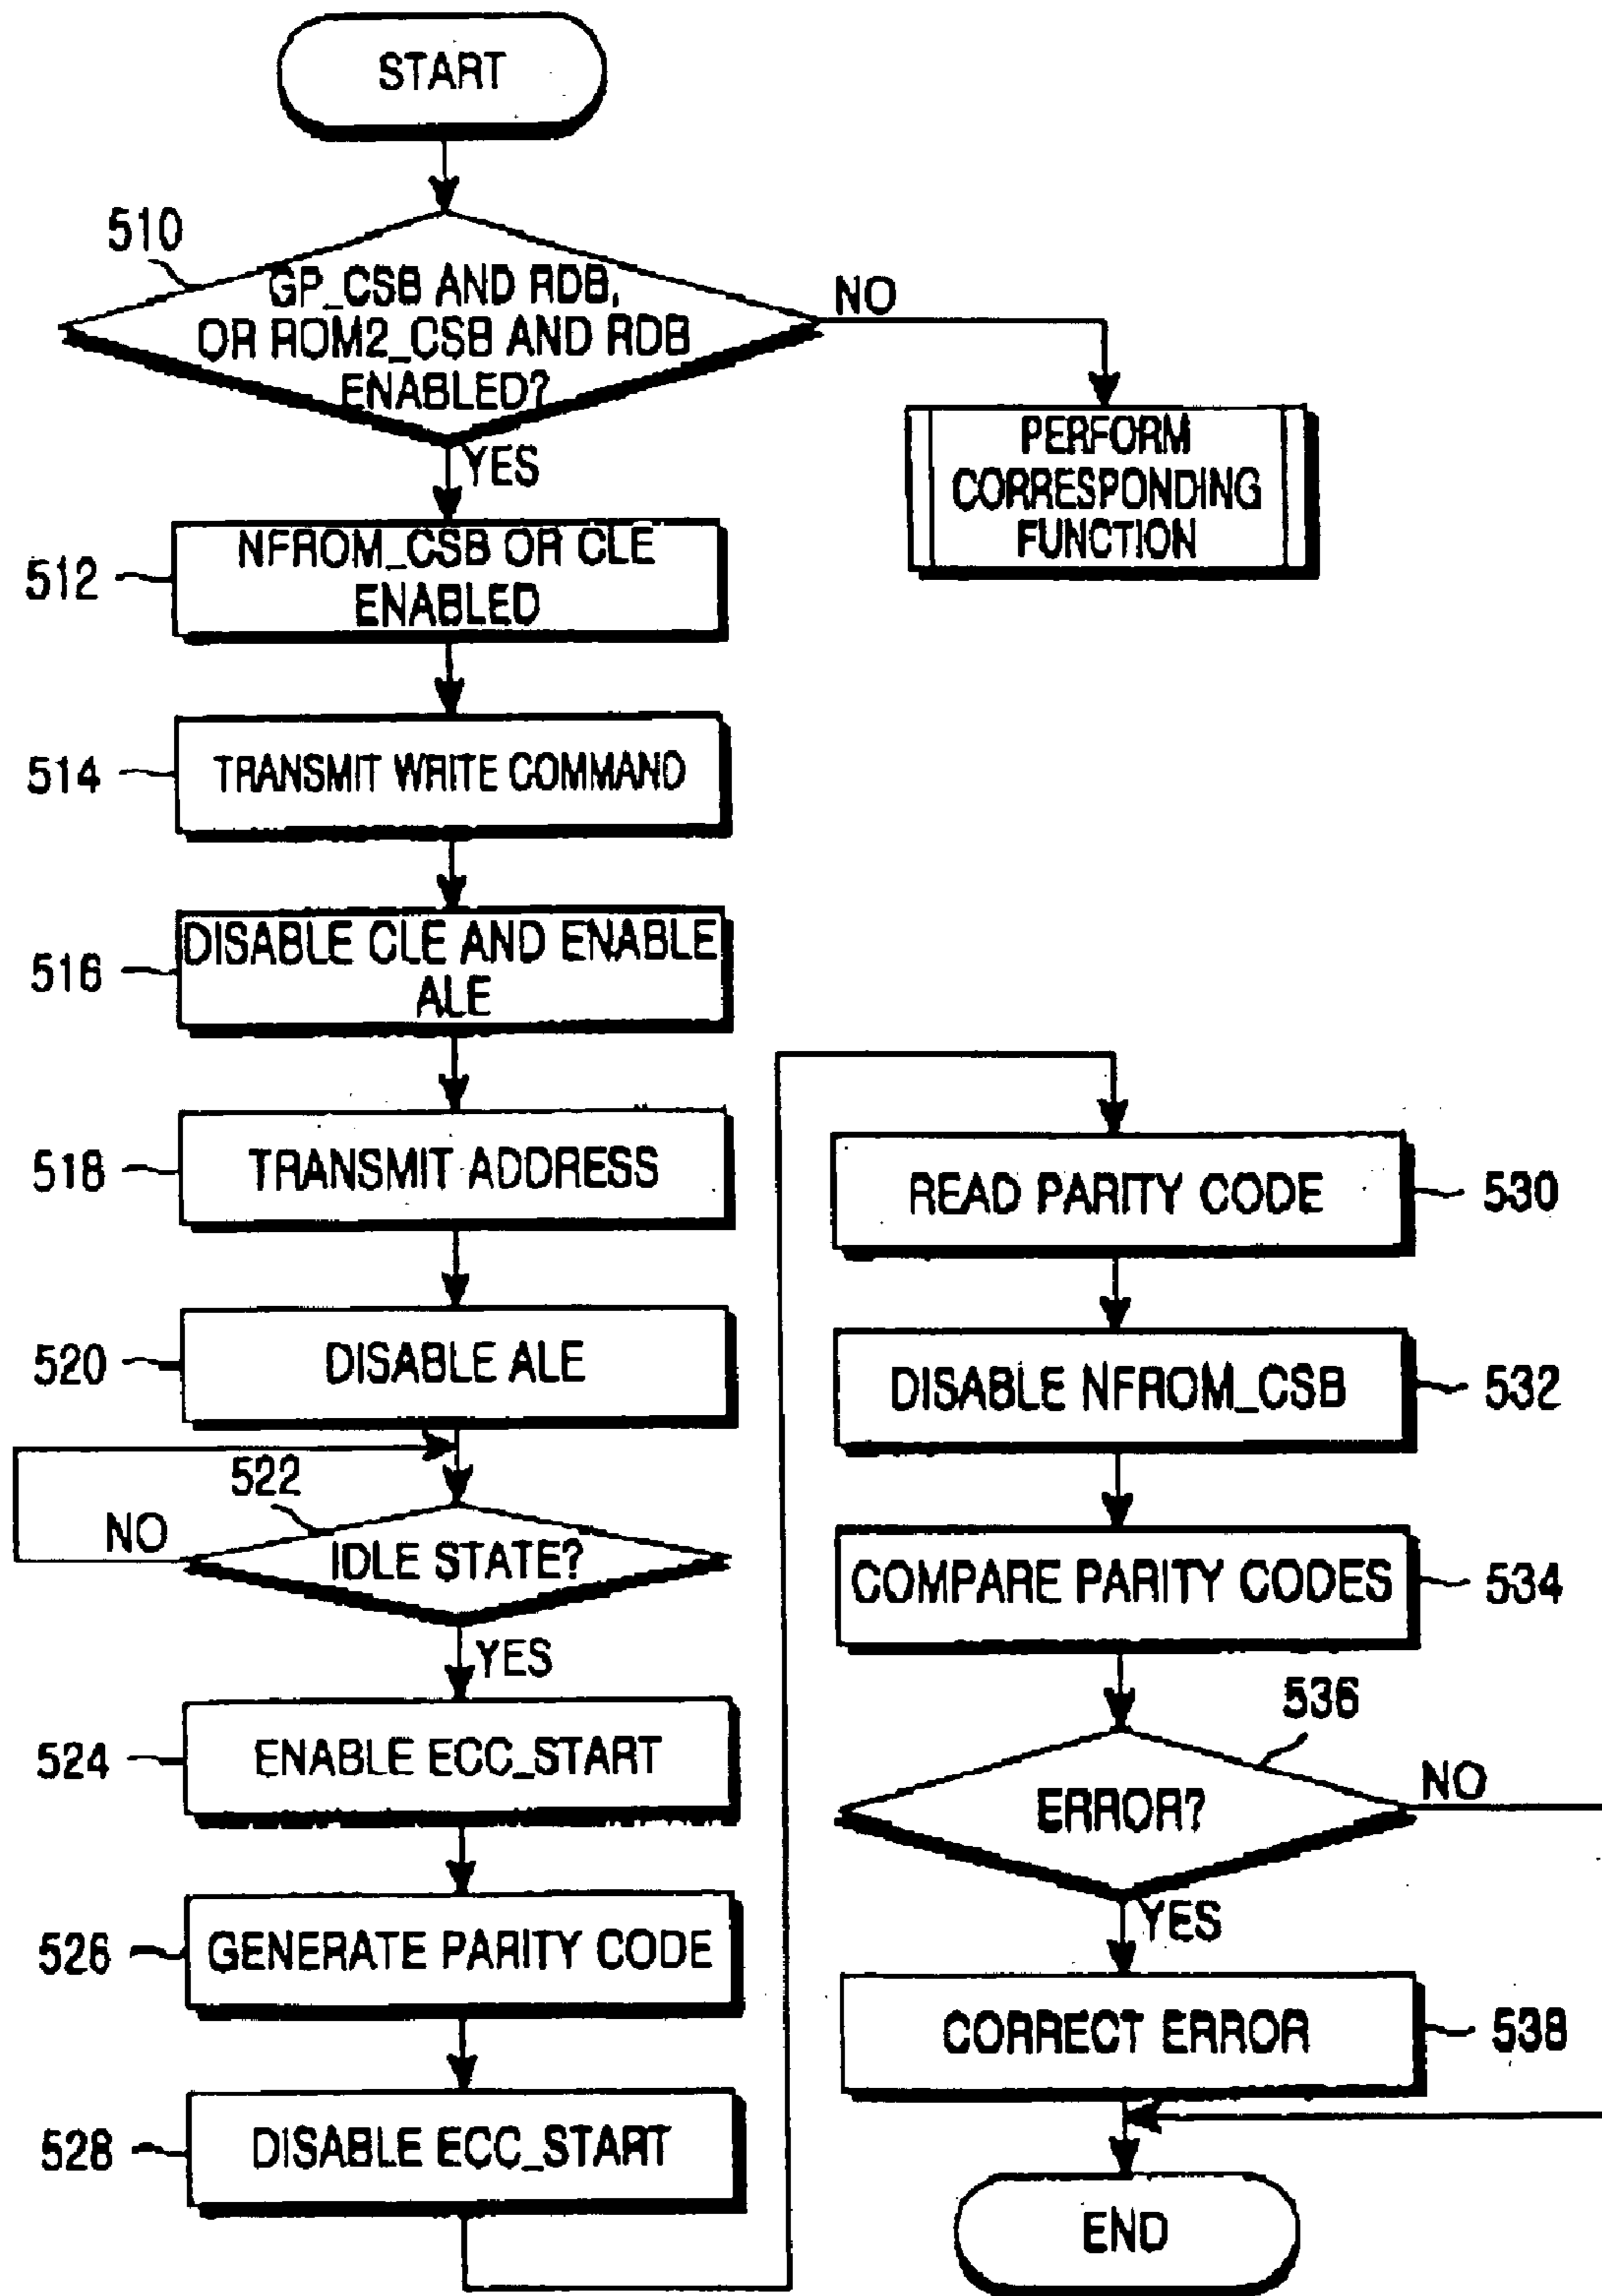 START
510
GP_CSB AND RDB,
OR ROM2_CSB AND RDB
ENABLED?
NO
YES
PERFORM
CORRESPONDING
FUNCTION
512
NFROM_CSB OR CLE
ENABLED
514
TRANSMIT WRITE COMMAND
516
DISABLE CLE AND ENABLE
ALE
518
TRANSMIT ADDRESS
520
DISABLE ALE
522
NO
IDLE STATE?
YES
524
ENABLE ECC_START
526
GENERATE PARITY CODE
528
DISABLE ECC_START
READ PARITY CODE
530
DISABLE NFROM_CSB
532
COMPARE PARITY CODES
534
536
ERROR?
NO
YES
CORRECT ERROR
538
END